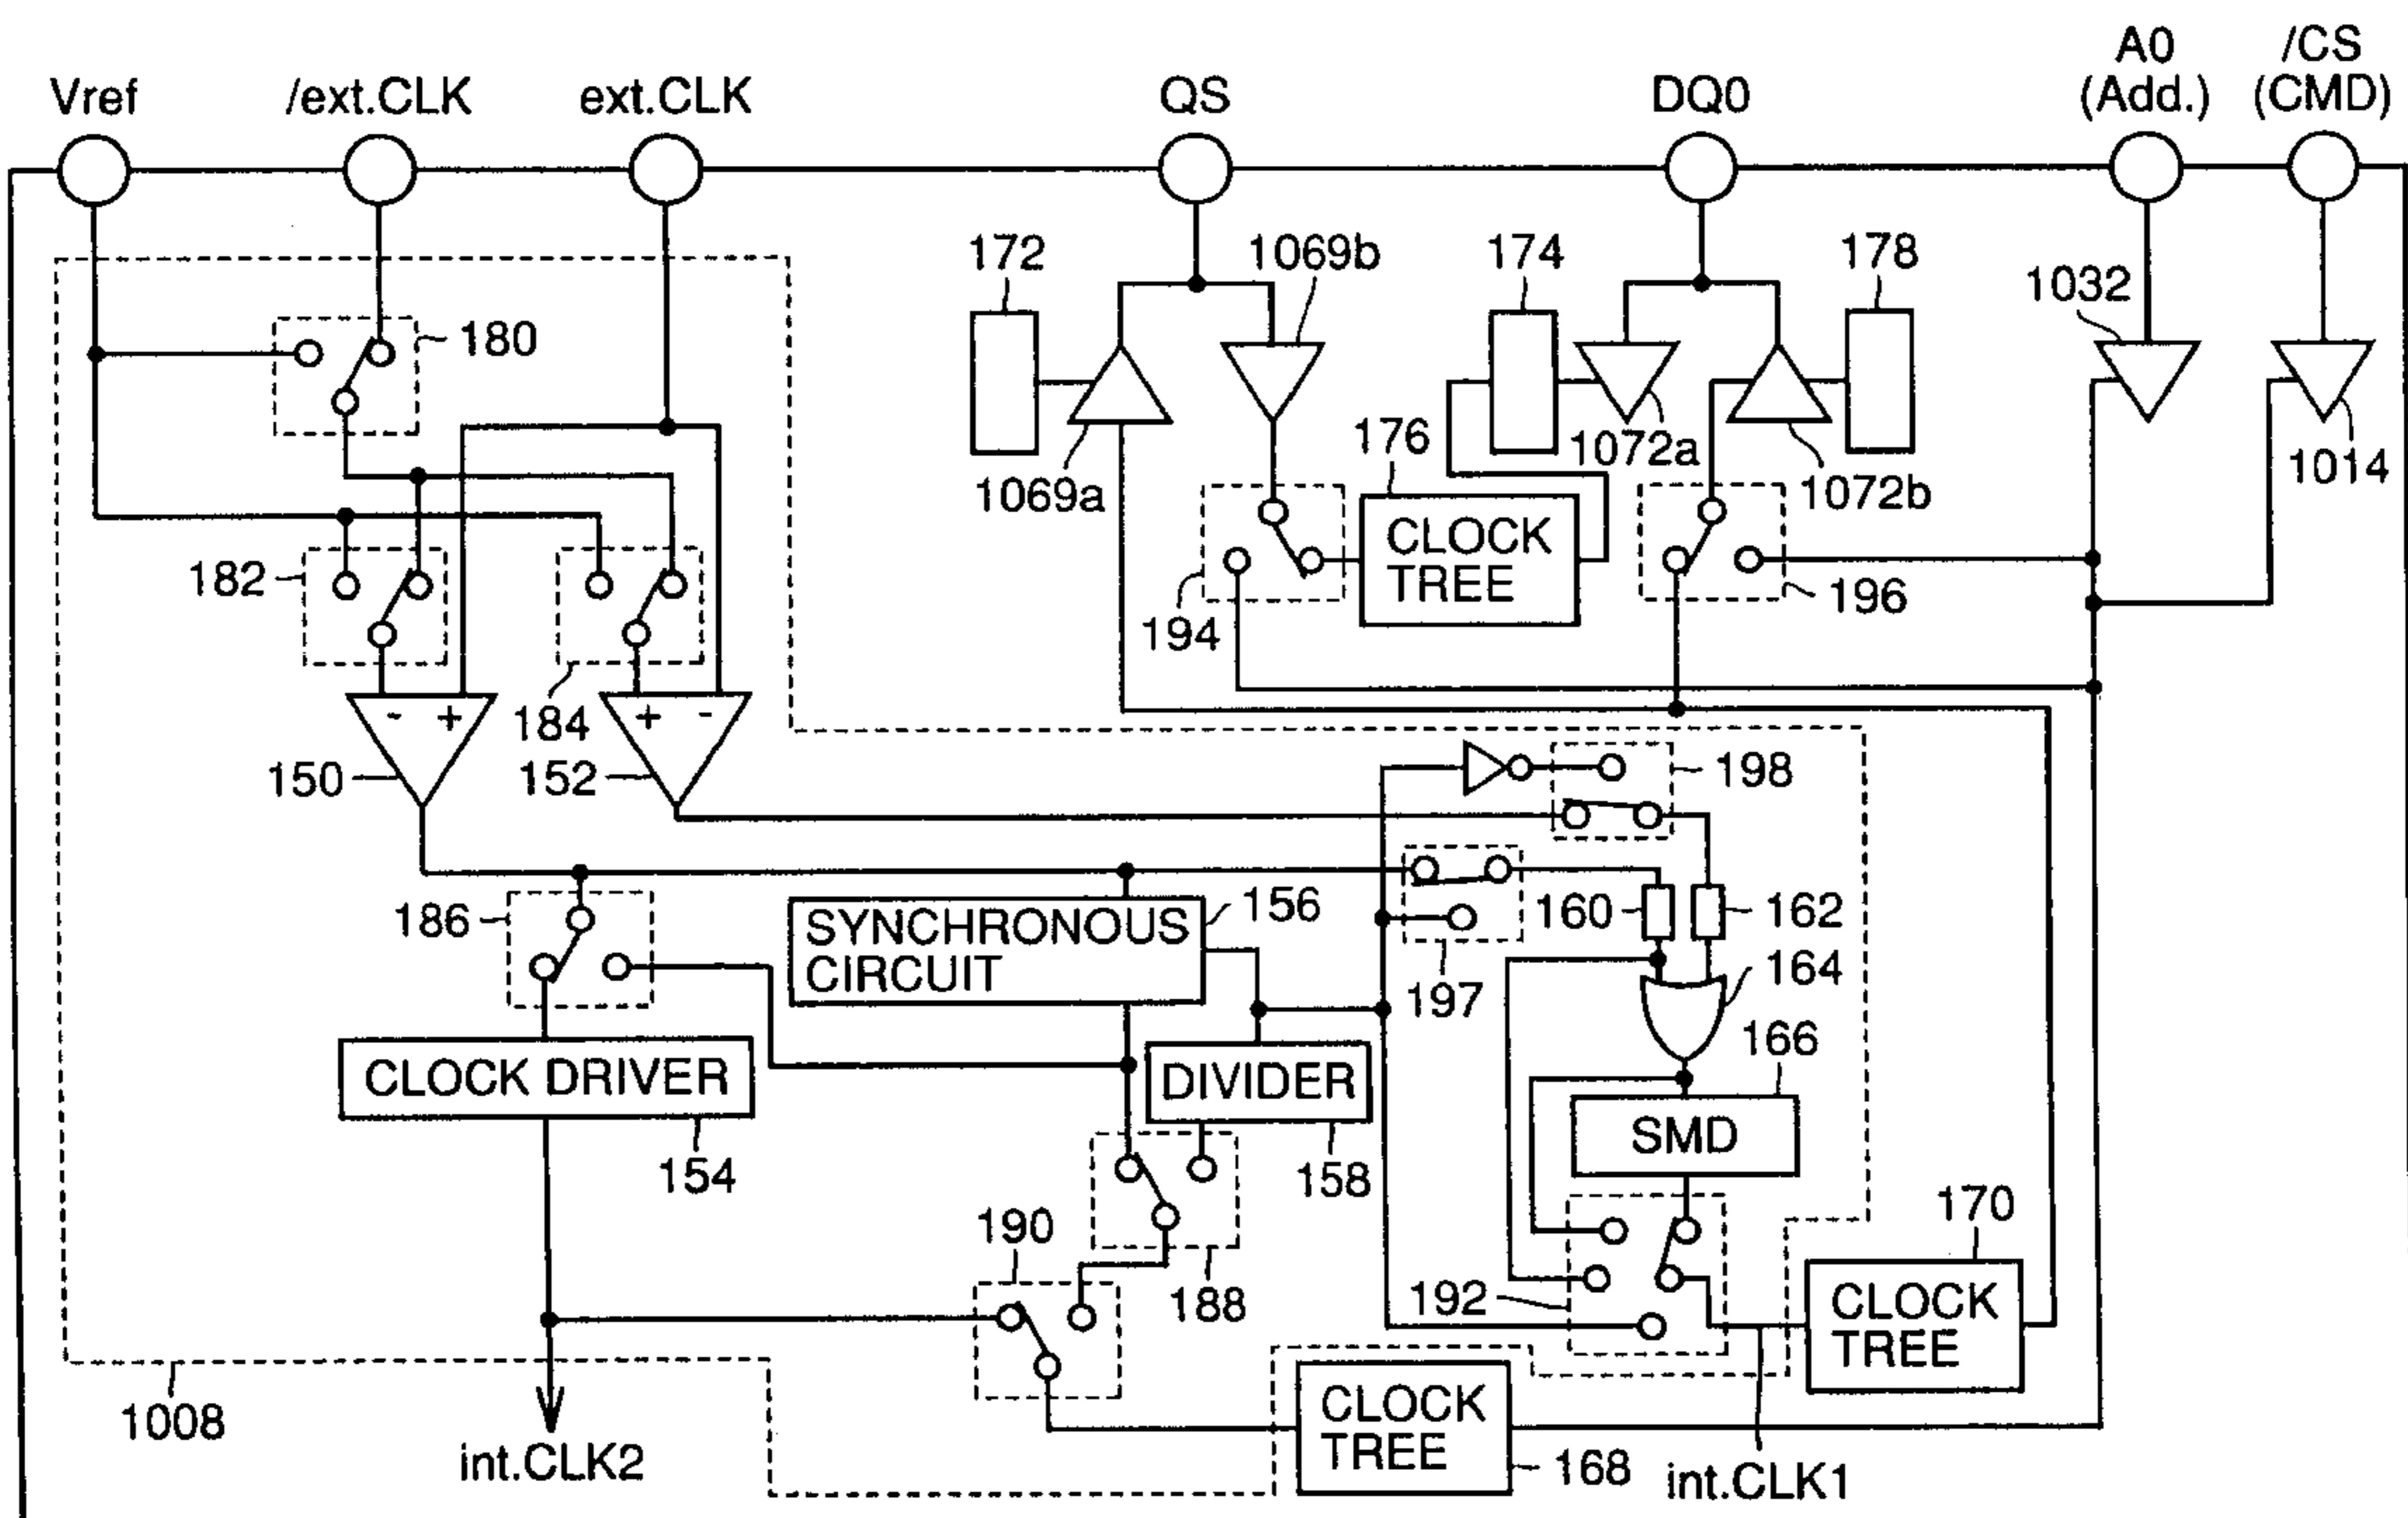 A0
/CS
Vref
/ext.CLK
ext.CLK
QS
DQ0
(Add.)
(CMD)
172
1069b
174
178
1032
180
176
1072a
1069a
1072b
1014
CLOCK
TREE
182
194
196
- +
184
+ -
150
152
198
186
SYNCHRONOUS
CIRCUIT
156
160
162
197
164
CLOCK DRIVER
DIVIDER
166
SMD
154
158
170
190
188
192
CLOCK
TREE
1008
CLOCK
TREE
int.CLK2
168
int.CLK1